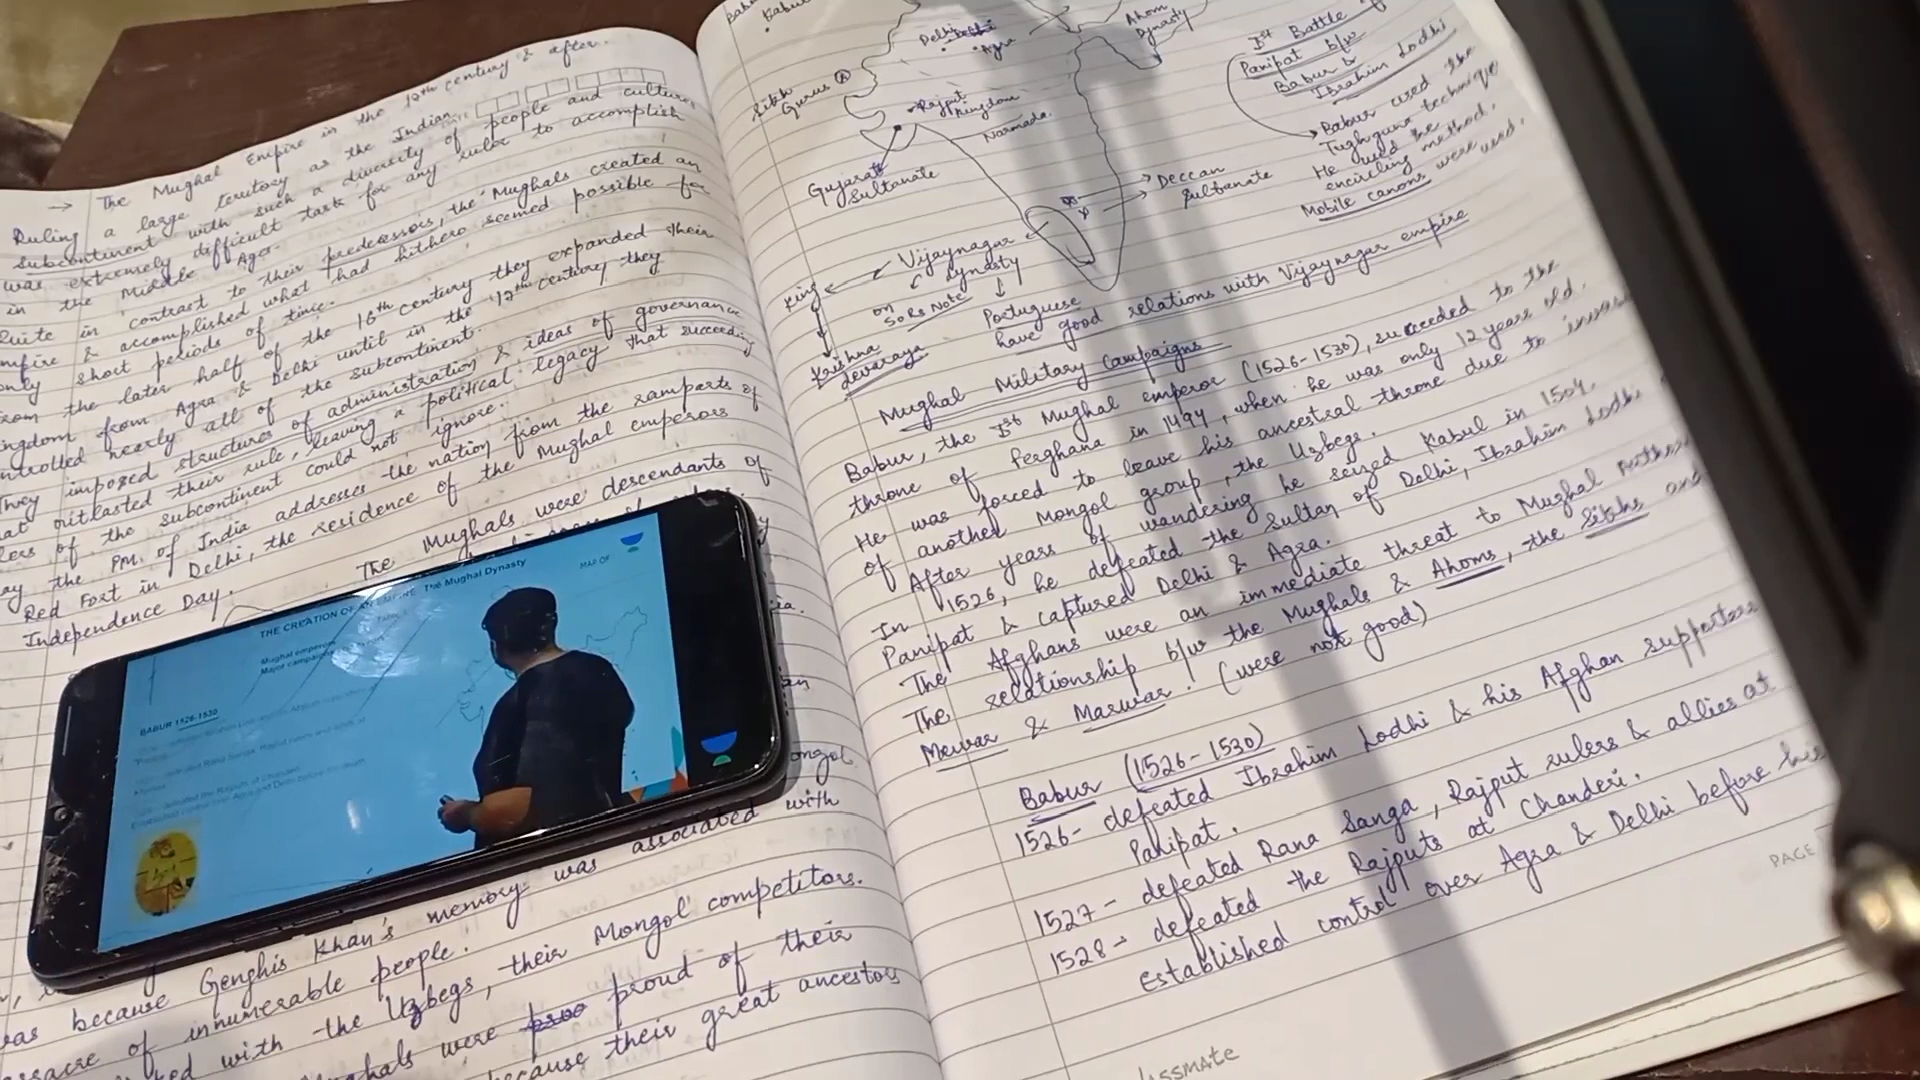 → The Mughal Empire in the 17th century & after.
DATE
Ruling a large territory as the Indian
subcontinent with such a diversity of people and cultures
was extremely difficult task for any ruler to accomplish
in the Middle Ages.
Quite in contrast to their predecessors, the Mughals created an
empire & accomplished what had hithero seemed possible for
only short periods of time.
From the later half of the 16th century they expanded their
kingdom from Agra & Delhi until in the 17th century they
controlled nearly all of the subcontinent.
They imposed structures of administration & ideas of governance
that outlasted their rule, leaving a political legacy that succeeding
of the subcontinent could not ignore.
the PM. of India addresses the nation from the ramparts of
Red Fort in Delhi, the residence of the Mughal emperors
Independence Day.
The Mughals were descendants of
THE CREATION OF AN EMPIRE The Mughal Dynasty
MAP OF
Mughal emperors
Major campaigns
BABUR 1526-1530
Genghis Khan's memory was associated with
was because
massacre of innumerable people.
with the Uzbegs, their Mongol competitors.
were proud of their
because their great ancestors
Delhi
Agra
Ahom
Dynasty
Sikh
Gurus
Rajput
Kingdom
Narmada
Gujarat
Sultanate
Deccan
Sultanate
Vijaynagar
dynasty
King
on
50Rs Note
Krishna
devaraya
Portuguese
have good relations with Vijaynagar empire
Ist Battle of
Panipat b/w
Babur &
Ibrahim Lodhi
Babur used the
Tughguna technique
He used the
encircling method.
Mobile canons were used.
Mughal Military Campaigns
Babur, the Ist Mughal emperor (1526-1530), succeeded to the
throne of Ferghana in 1494, when he was only 12 years old.
He was forced to leave his ancestral throne due to
of another Mongol group, the Uzbegs.
After years of wandering he seized Kabul in 1504.
In 1526, he defeated the Sultan of Delhi, Ibrahim Lodhi
Panipat & captured Delhi & Agra.
The Afghans were an immediate threat to Mughal
The relationship b/w the Mughals & Ahoms, the Sikhs and
Mewar & Marwar. (were not good)
Babur (1526-1530)
1526- defeated Ibrahim Lodhi & his Afghan supporters
Panipat.
1527- defeated Rana Sanga, Rajput rulers & allies at
1528- defeated the Rajputs at Chanderi.
Established control over Agra & Delhi before his
PAGE